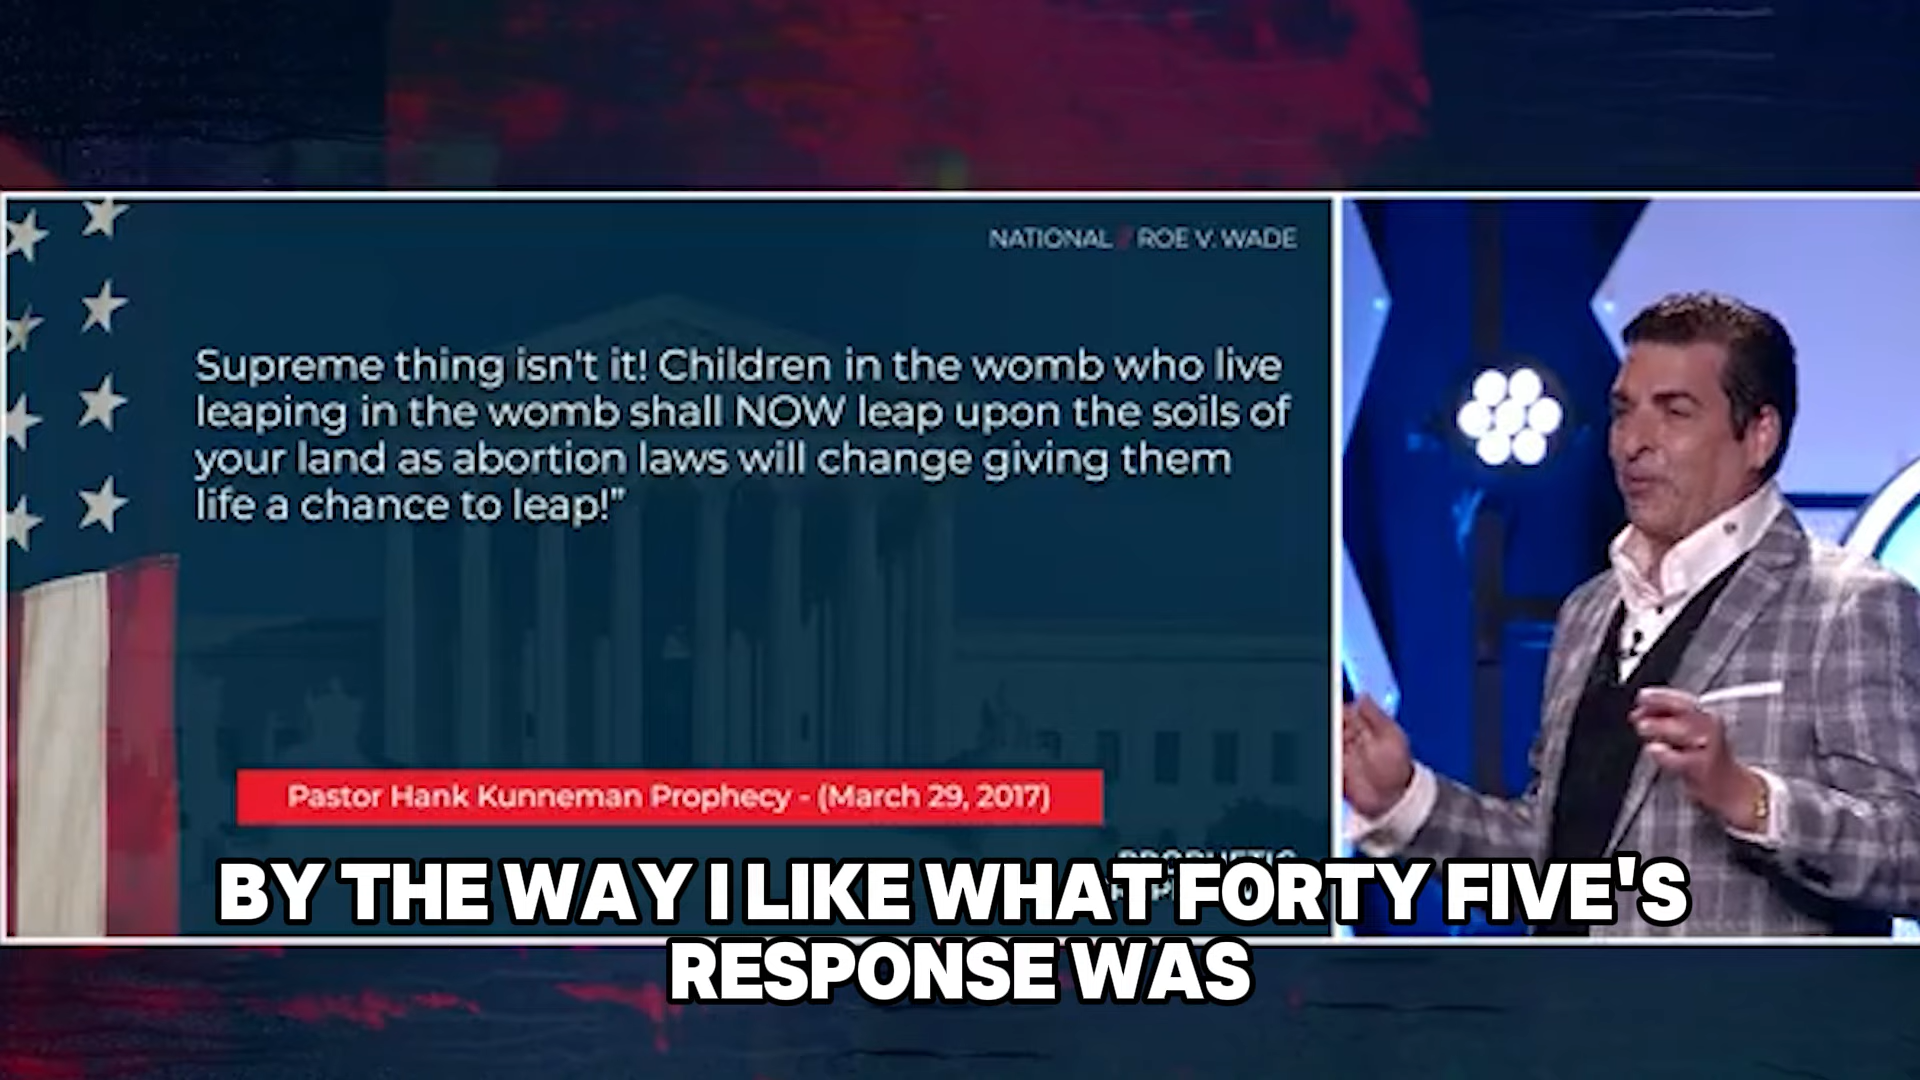 NATIONAL // ROE V. WADE
Supreme thing isn't it! Children in the womb who live
leaping in the womb shall NOW leap upon the soils of
your land as abortion laws will change giving them
life a chance to leap!"
Pastor Hank Kunneman Prophecy - (March 29, 2017)
BY THE WAY I LIKE WHAT FORTY FIVE'S
RESPONSE WAS